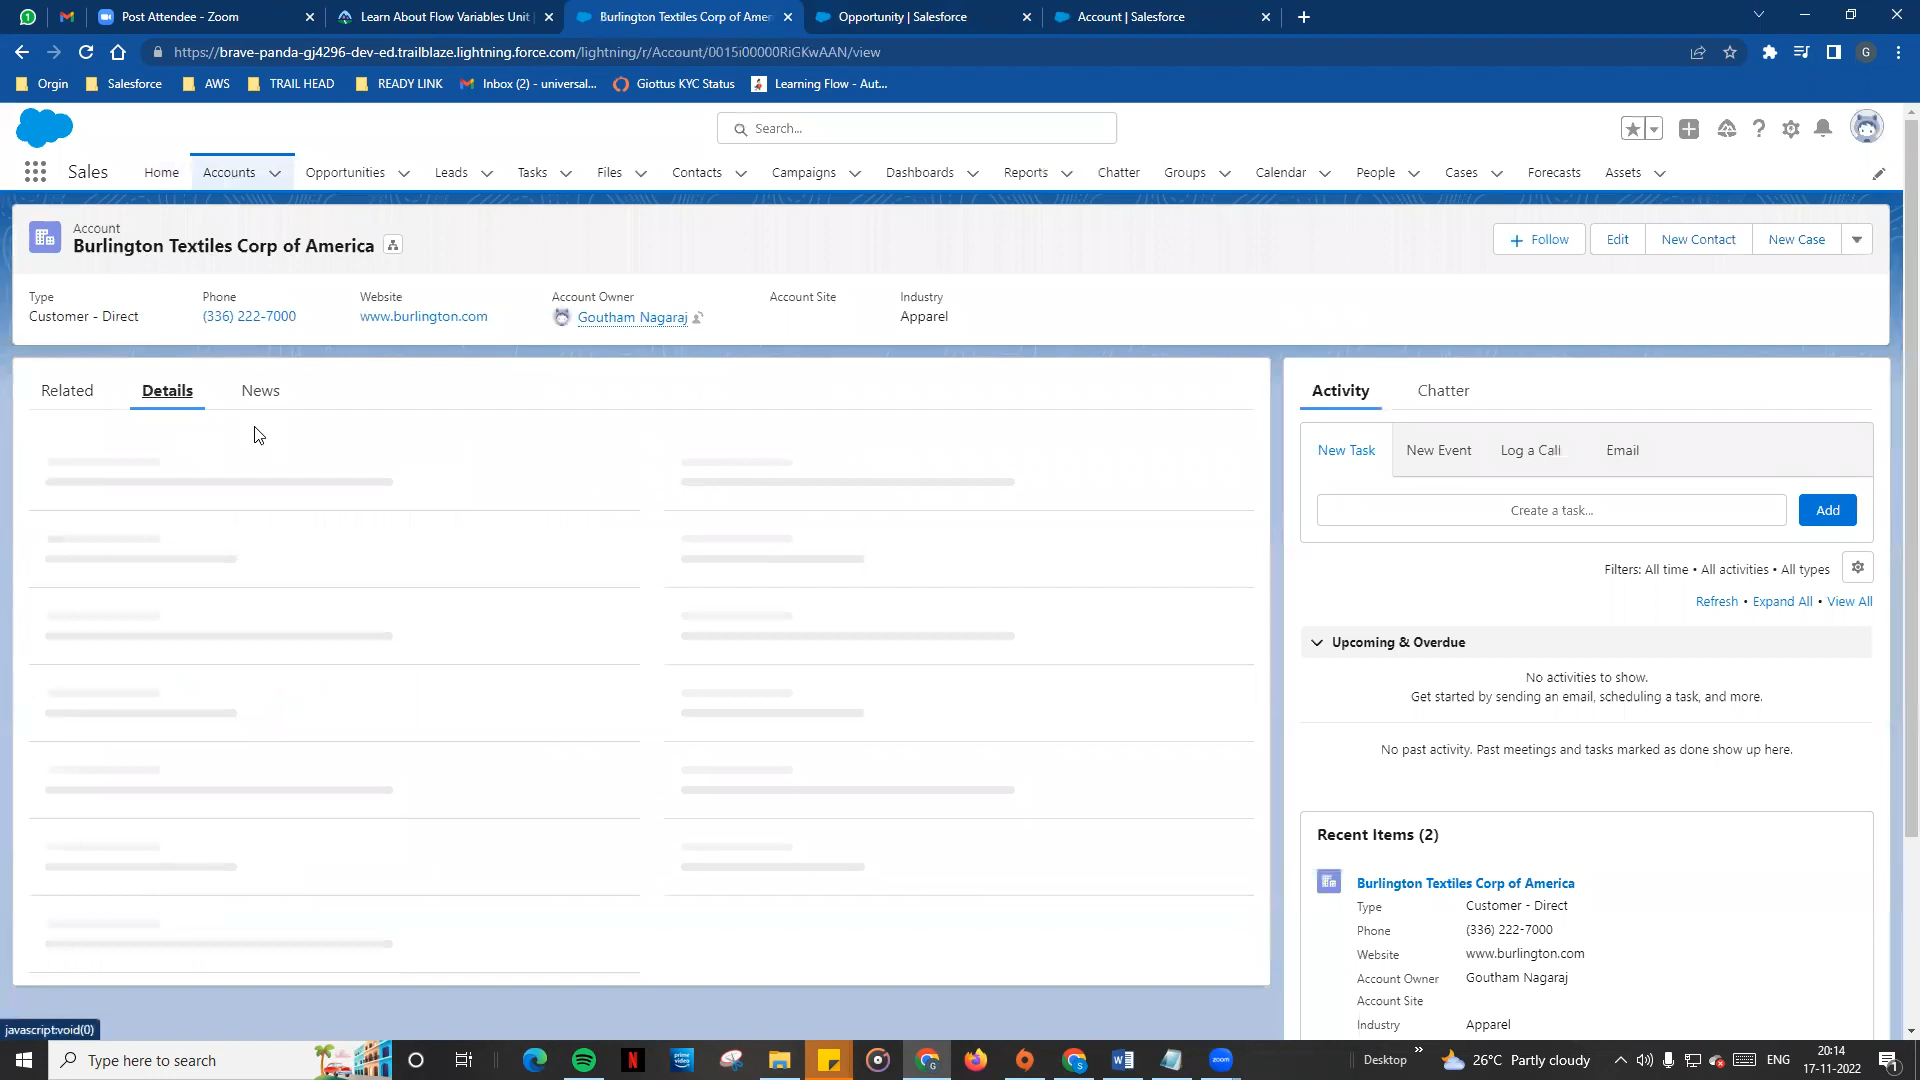 Post Attendee - Zoom
Learn About Flow Variables Unit
Burlington Textiles Corp of Amer
Opportunity | Salesforce
Account | Salesforce
https://brave-panda-gj4296-dev-ed.trailblaze.lightning.force.com/lightning/r/Account/0015i00000RiGKwAAN/view
G
Orgin
Salesforce
AWS
TRAIL HEAD
READY LINK
Inbox (2) - universal...
Giottus KYC Status
Learning Flow - Aut...
Search...
Sales
Home
Accounts
Opportunities
Leads
Tasks
Files
Contacts
Campaigns
Dashboards
Reports
Chatter
Groups
Calendar
People
Cases
Forecasts
Assets
Account
Burlington Textiles Corp of America
Follow
Edit
New Contact
New Case
Type
Customer - Direct
Phone
(336) 222-7000
Website
www.burlington.com
Account Owner
Goutham Nagaraj
Account Site
Industry
Apparel
Related
Details
News
Activity
Chatter
New Task
New Event
Log a Call
Email
Create a task...
Add
Filters: All time • All activities • All types
Refresh • Expand All • View All
Upcoming & Overdue
No activities to show.
Get started by sending an email, scheduling a task, and more.
No past activity. Past meetings and tasks marked as done show up here.
Recent Items (2)
Burlington Textiles Corp of America
Type Customer - Direct
Phone (336) 222-7000
Website www.burlington.com
Account Owner Goutham Nagaraj
Account Site
Industry Apparel
javascript:void(0)
Type here to search
prime video
zoom
Desktop
26°C Partly cloudy
ENG
20:14
17-11-2022
1